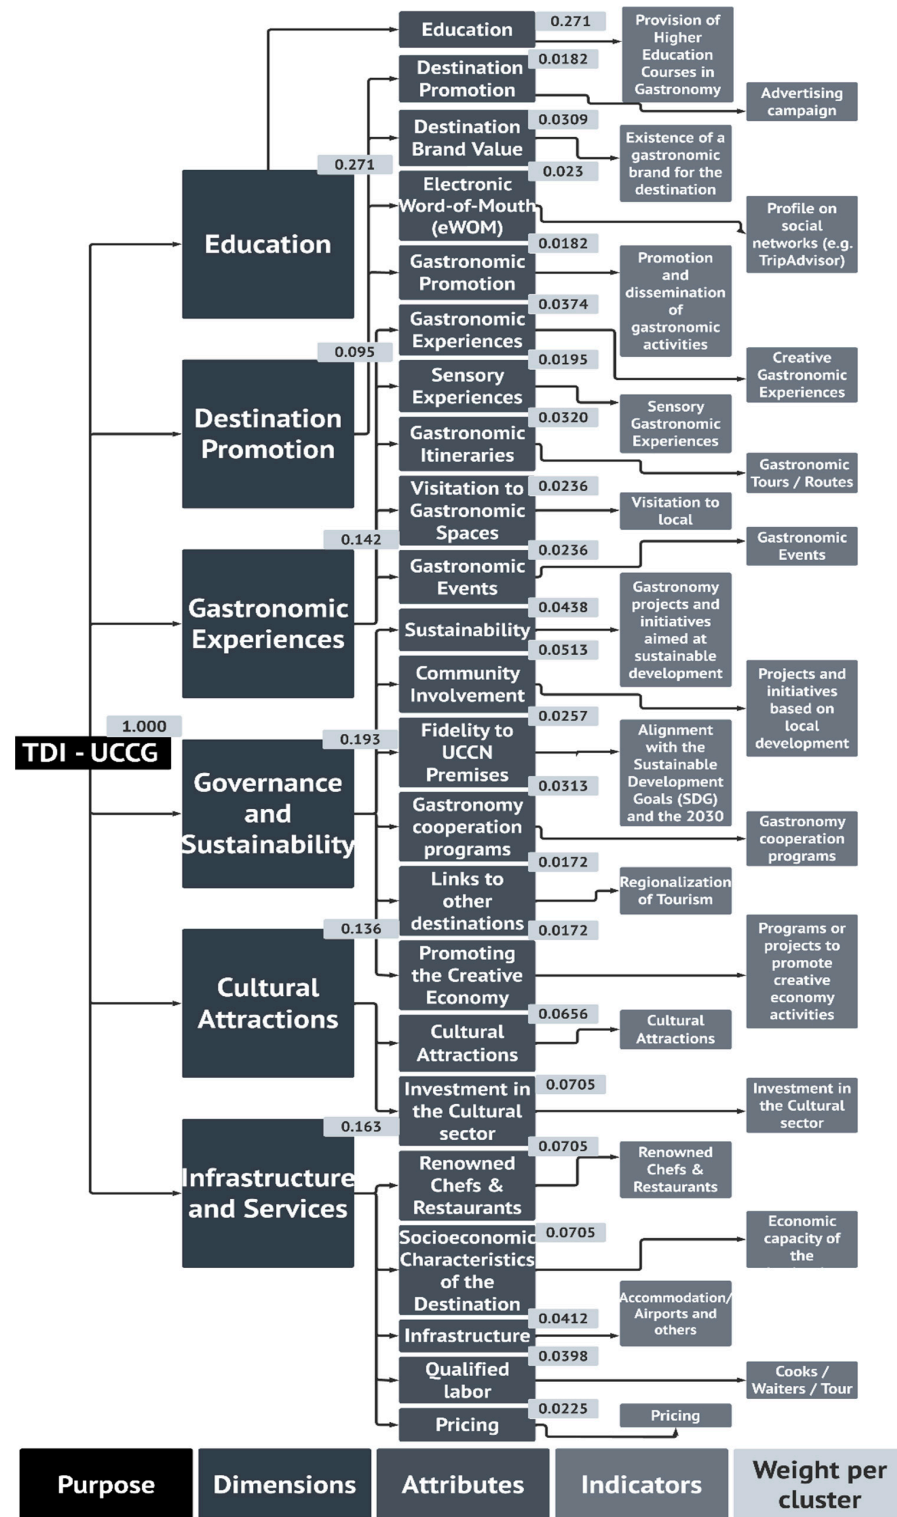 TDI - UCCG
1.000
Education
0.271
Destination
Promotion
0.095
Gastronomic
Experiences
0.142
Governance
and
Sustainability
0.193
Cultural
Attractions
0.136
Infrastructure
and Services
0.163
Education
0.271
Destination
Promotion
0.0182
Destination
Brand Value
0.0309
Electronic
Word-of-Mouth
(eWOM)
0.023
Gastronomic
Promotion
0.0182
Gastronomic
Experiences
0.0374
Sensory
Experiences
0.0195
Gastronomic
Itineraries
0.0320
Visitation to
Gastronomic
Spaces
0.0236
Gastronomic
Events
0.0236
Sustainability
0.0438
Community
Involvement
0.0513
Fidelity to
UCCN
Premises
0.0257
Gastronomy
cooperation
programs
0.0313
Links to
other
destinations
0.0172
Promoting
the Creative
Economy
0.0172
Cultural
Attractions
0.0656
Investment in
the Cultural
sector
0.0705
Renowned
Chefs &
Restaurants
0.0705
Socioeconomic
Characteristics
of the
Destination
0.0705
Infrastructure
0.0412
Qualified
labor
0.0398
Pricing
0.0225
Provision of
Higher
Education
Courses in
Gastronomy
Advertising
campaign
Existence of a
gastronomic
brand for the
destination
Profile on
social
networks (e.g.
TripAdvisor)
Promotion
and
dissemination
of
gastronomic
activities
Creative
Gastronomic
Experiences
Sensory
Gastronomic
Experiences
Gastronomic
Tours / Routes
Visitation to
local
Gastronomic
Events
Gastronomy
projects and
initiatives
aimed at
sustainable
development
Projects and
initiatives
based on
local
development
Alignment
with the
Sustainable
Development
Goals (SDG)
and the 2030
Gastronomy
cooperation
programs
Regionalization
of Tourism
Programs or
projects to
promote
creative
economy
activities
Cultural
Attractions
Investment in
the Cultural
sector
Renowned
Chefs &
Restaurants
Economic
capacity of
the
Accommodation/
Airports and
others
Cooks /
Waiters / Tour
Pricing
Purpose
Dimensions
Attributes
Indicators
Weight per
cluster